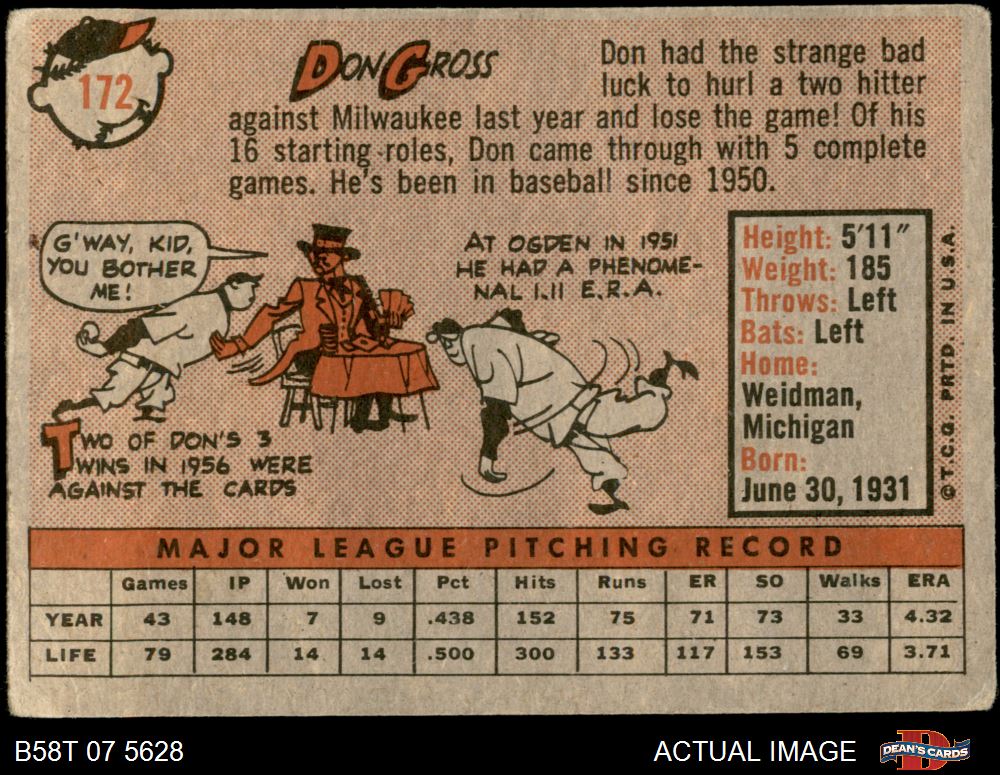 172
DON GROSS
Don had the strange bad
luck to hurl a two hitter
against Milwaukee last year and lose the game! Of his
16 starting roles, Don came through with 5 complete
games. He's been in baseball since 1950.
G'WAY, KID,
YOU BOTHER
ME!
AT OGDEN IN 1951
HE HAD A PHENOME-
NAL 1.11 E.R.A.
TWO OF DON'S 3
WINS IN 1956 WERE
AGAINST THE CARDS
Height: 5'11"
Weight: 185
Throws: Left
Bats: Left
Home:
Weidman,
Michigan
Born:
June 30, 1931
© T.C.G. PRTD. IN U.S.A.
MAJOR LEAGUE PITCHING RECORD
Games IP Won Lost Pct Hits Runs ER SO Walks ERA
YEAR 43 148 7 9 .438 152 75 71 73 33 4.32
LIFE 79 284 14 14 .500 300 133 117 153 69 3.71
B58T 07 5628
ACTUAL IMAGE
DEAN'S CARDS